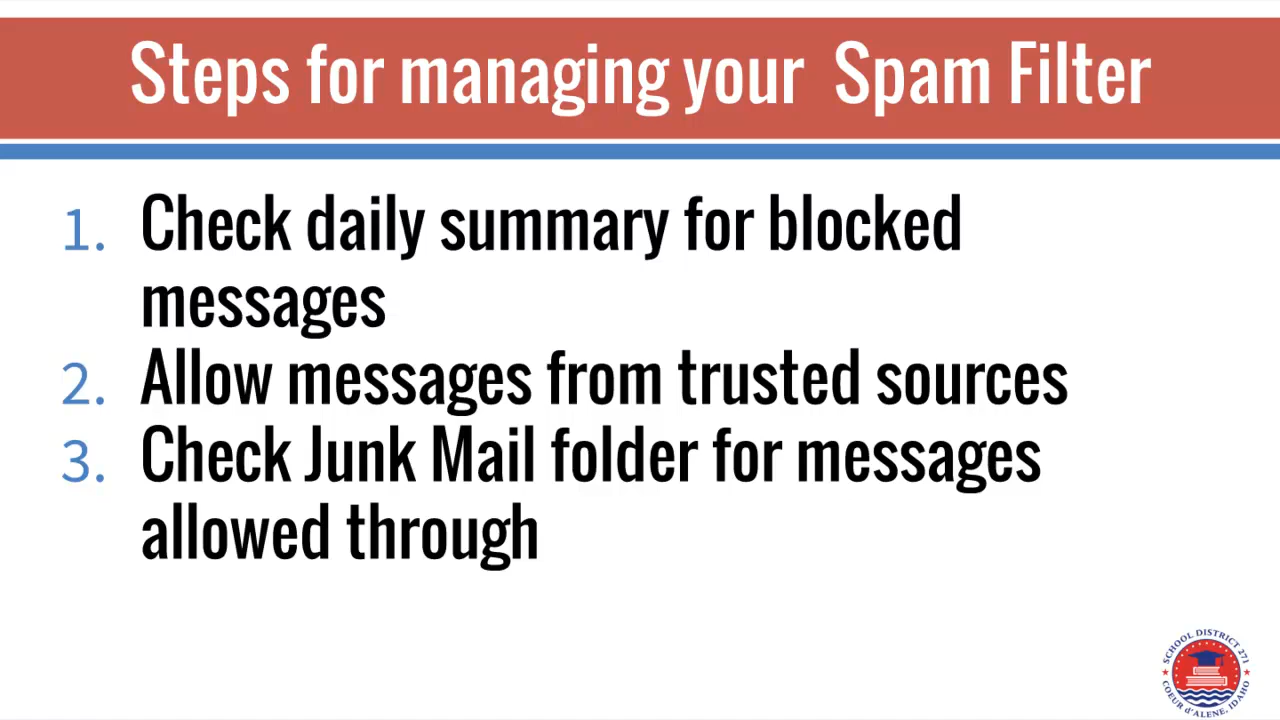 Steps for managing your Spam Filter
1. Check daily summary for blocked
messages
2. Allow messages from trusted sources
3. Check Junk Mail folder for messages
allowed through
SCHOOL DISTRICT 271
COEUR d'ALENE, IDAHO